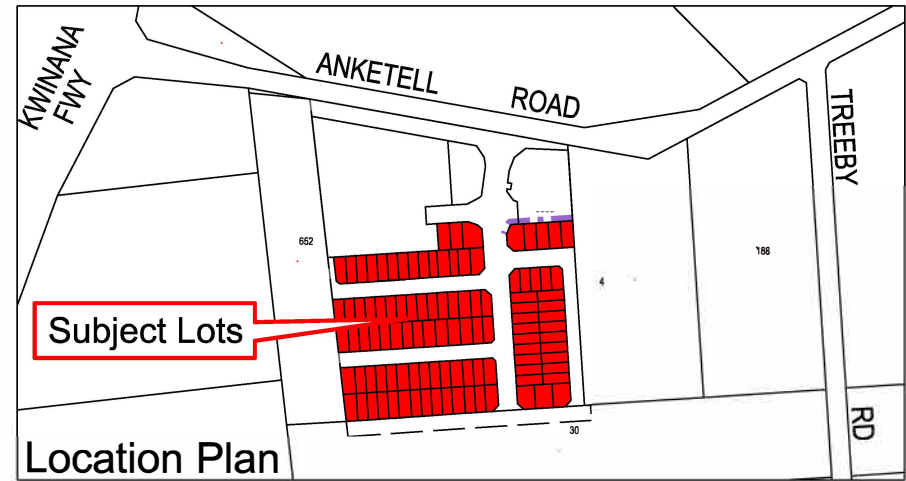 KWINANA
FWY
ANKETELL ROAD
TREEBY
652
4
188
Subject Lots
30
RD
Location Plan